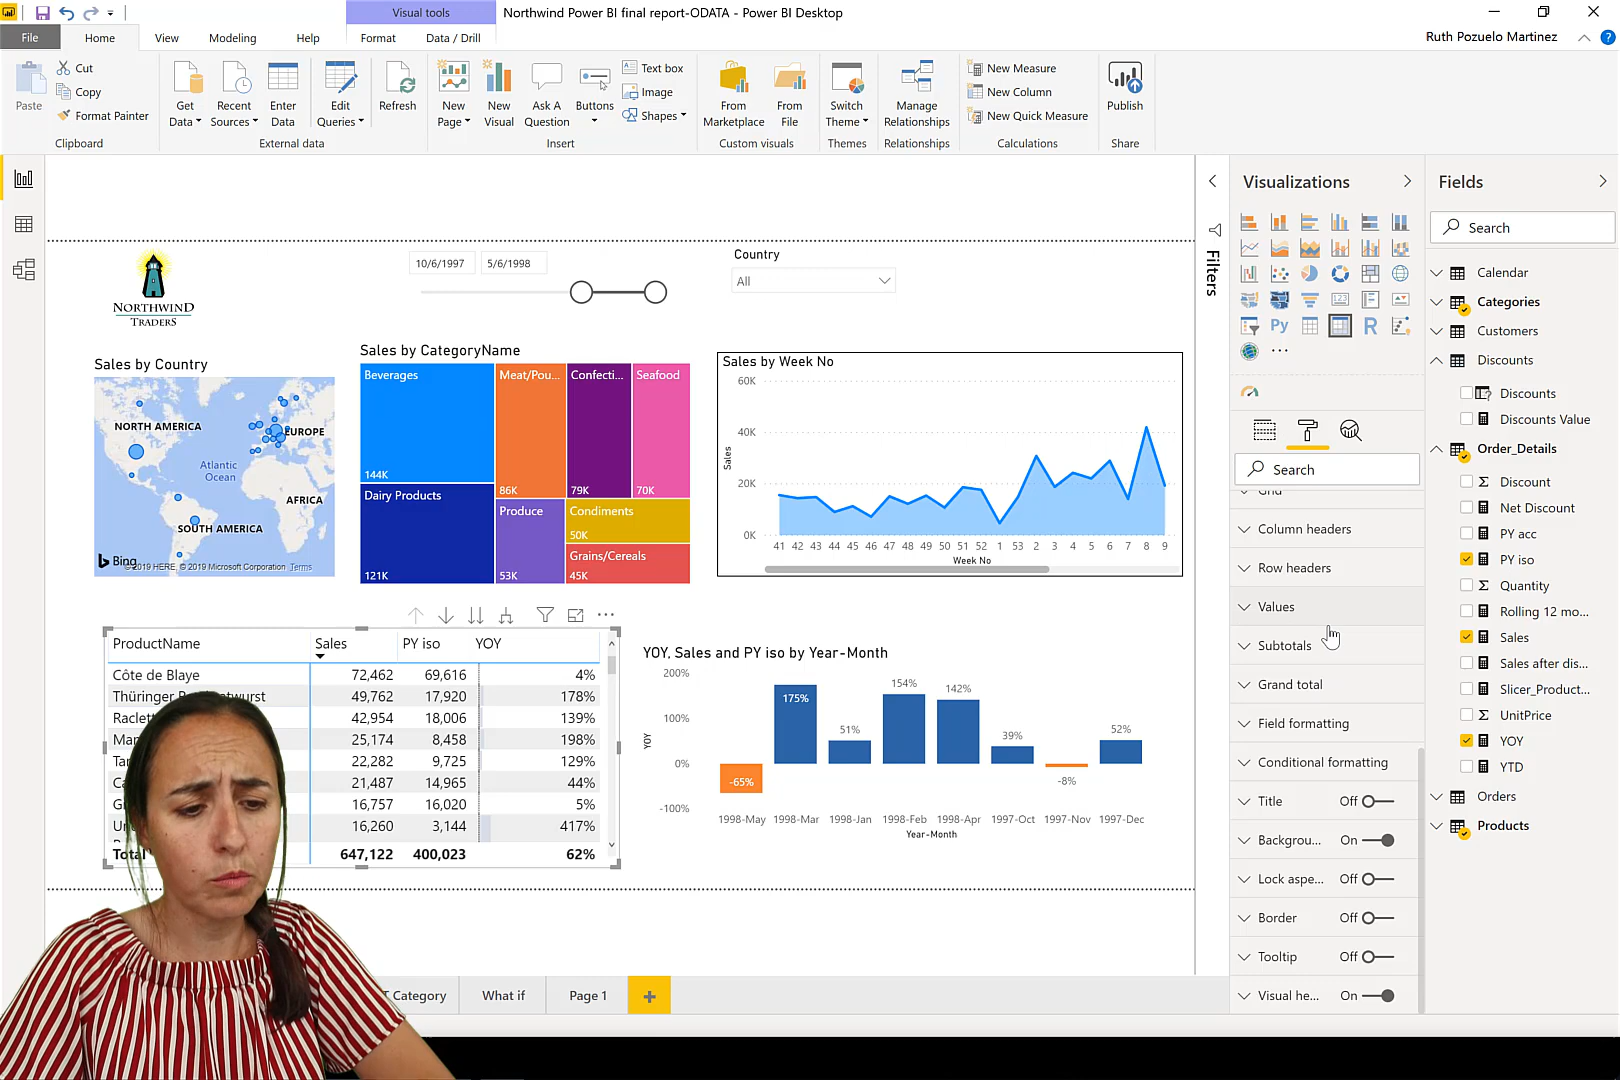 Visual tools
Northwind Power BI final report-ODATA - Power BI Desktop
File
Home
View
Modeling
Help
Format
Data / Drill
Ruth Pozuelo Martinez
Paste
Cut
Copy
Format Painter
Clipboard
Get Data
Recent Sources
Enter Data
Edit Queries
Refresh
External data
New Page
New Visual
Ask A Question
Buttons
Text box
Image
Shapes
Insert
From Marketplace
From File
Custom visuals
Switch Theme
Themes
Manage Relationships
Relationships
New Measure
New Column
New Quick Measure
Calculations
Publish
Share
NORTHWIND
TRADERS
10/6/1997
5/6/1998
Country
All
Sales by Country
NORTH AMERICA
EUROPE
Atlantic
Ocean
AFRICA
SOUTH AMERICA
Bing
© 2019 HERE, © 2019 Microsoft Corporation Terms
Sales by CategoryName
Beverages
144K
Dairy Products
121K
Meat/Pou...
86K
Confecti...
79K
Seafood
70K
Produce
53K
Condiments
50K
Grains/Cereals
45K
Sales by Week No
60K
40K
20K
0K
Sales
41 42 43 44 45 46 47 48 49 50 51 52 1 53 2 3 4 5 6 7 8 9
Week No
ProductName Sales PY iso YOY
Côte de Blaye 72,462 69,616 4%
Thüringer 49,762 17,920 178%
Raclet 42,954 18,006 139%
Mar 25,174 8,458 198%
Tar 22,282 9,725 129%
Ca 21,487 14,965 44%
16,757 16,020 5%
16,260 3,144 417%
Total 647,122 400,023 62%
YOY, Sales and PY iso by Year-Month
200%
100%
0%
-100%
YOY
-65%
175%
51%
154%
142%
39%
-8%
52%
1998-May 1998-Mar 1998-Jan 1998-Feb 1998-Apr 1997-Oct 1997-Nov 1997-Dec
Year-Month
Category
What if
Page 1
+
Filters
Visualizations
Py
R
Search
Grid
Column headers
Row headers
Values
Subtotals
Grand total
Field formatting
Conditional formatting
Title Off
Backgrou... On
Lock aspe... Off
Border Off
Tooltip Off
Visual he... On
Fields
Search
Calendar
Categories
Customers
Discounts
Discounts
Discounts Value
Order_Details
Discount
Net Discount
PY acc
PY iso
Quantity
Rolling 12 mo...
Sales
Sales after dis...
Slicer_Product...
UnitPrice
YOY
YTD
Orders
Products